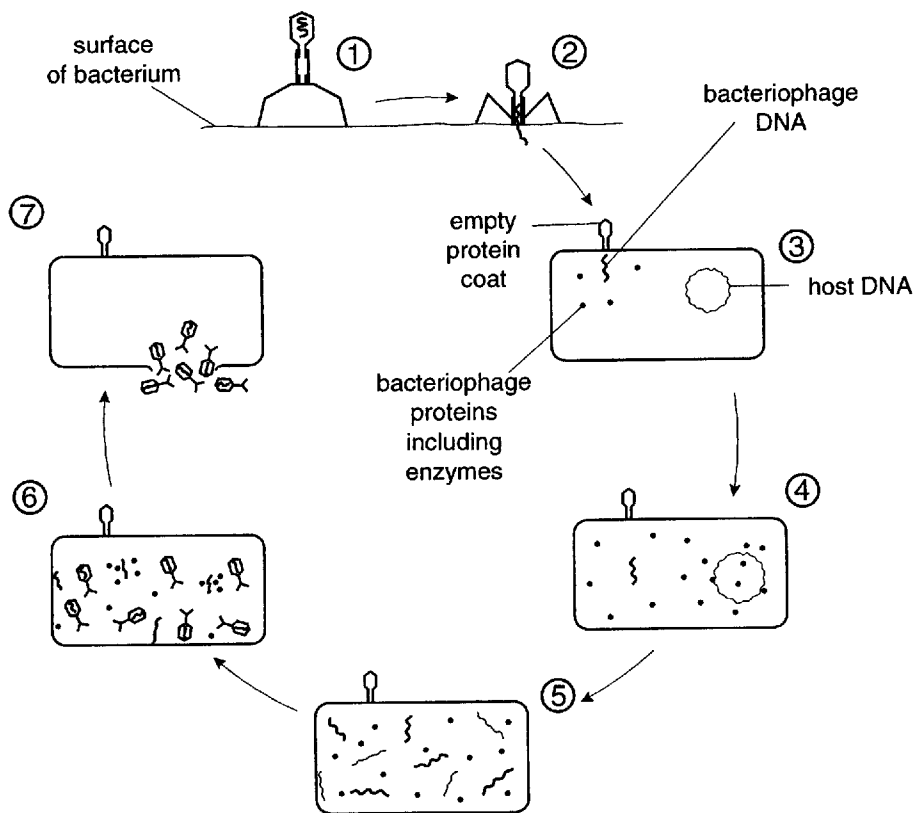 surface
of bacterium
①
②
bacteriophage
DNA
⑦
empty
protein
coat
③
host DNA
bacteriophage
proteins
including
enzymes
⑥
④
⑤